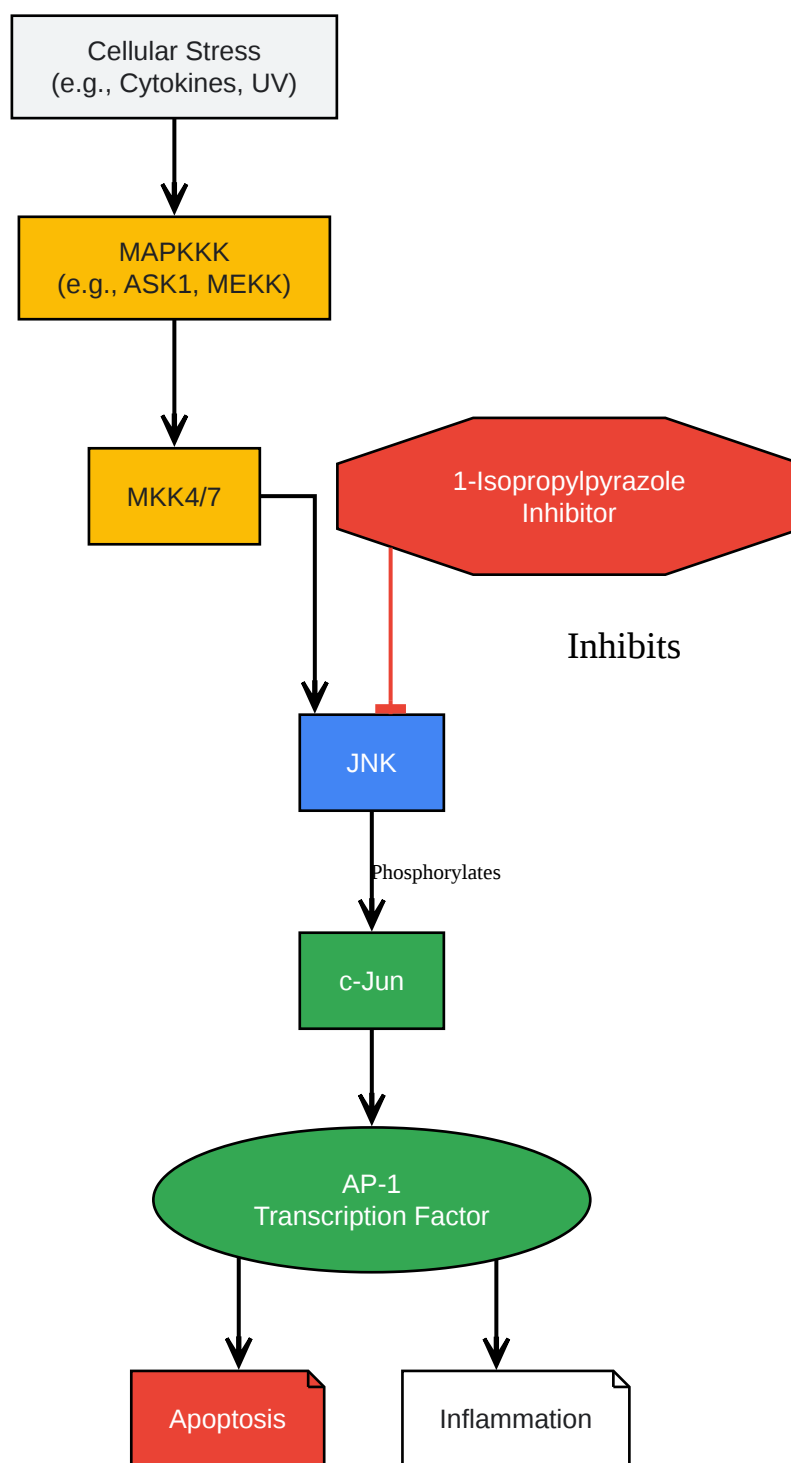 Cellular Stress
(e.g., Cytokines, UV)
MAPKKK
(e.g., ASK1, MEKK)
MKK4/7
1-Isopropylpyrazole
Inhibitor
Inhibits
JNK
Phosphorylates
c-Jun
AP-1
Transcription Factor
Apoptosis
Inflammation